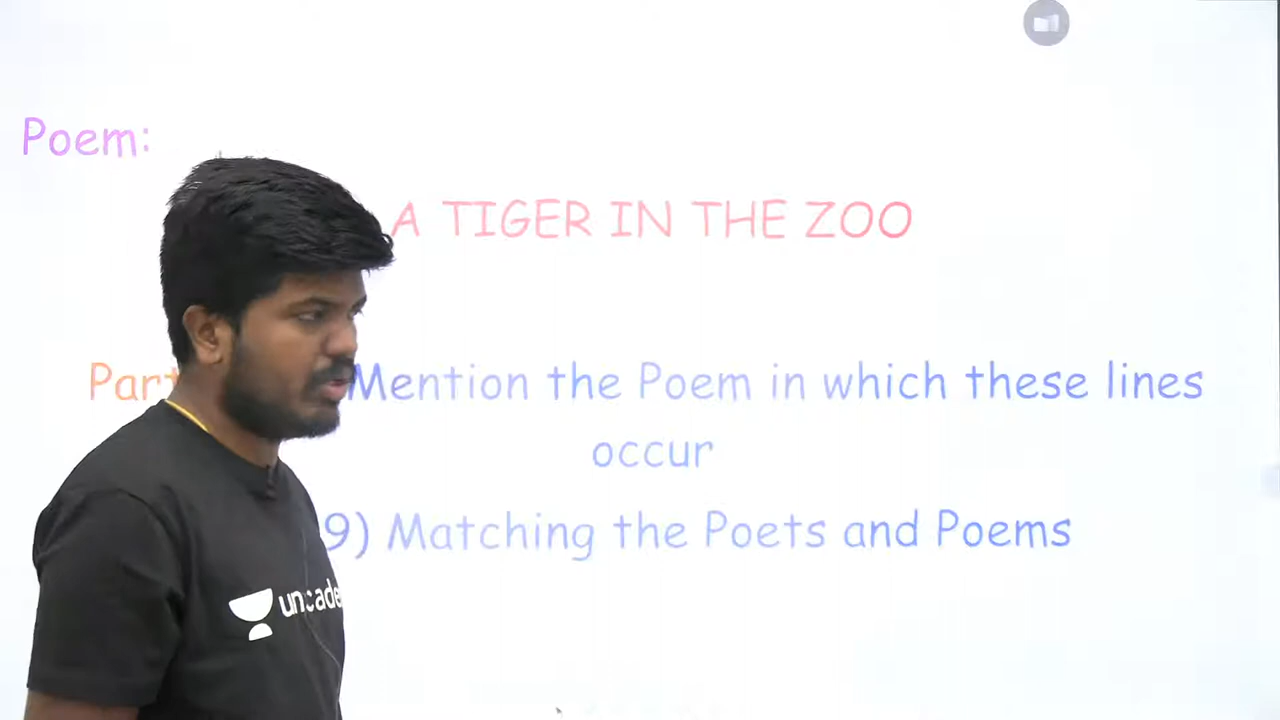 Poem:
A TIGER IN THE ZOO
Part Mention the Poem in which these lines
occur
9) Matching the Poets and Poems
unacade